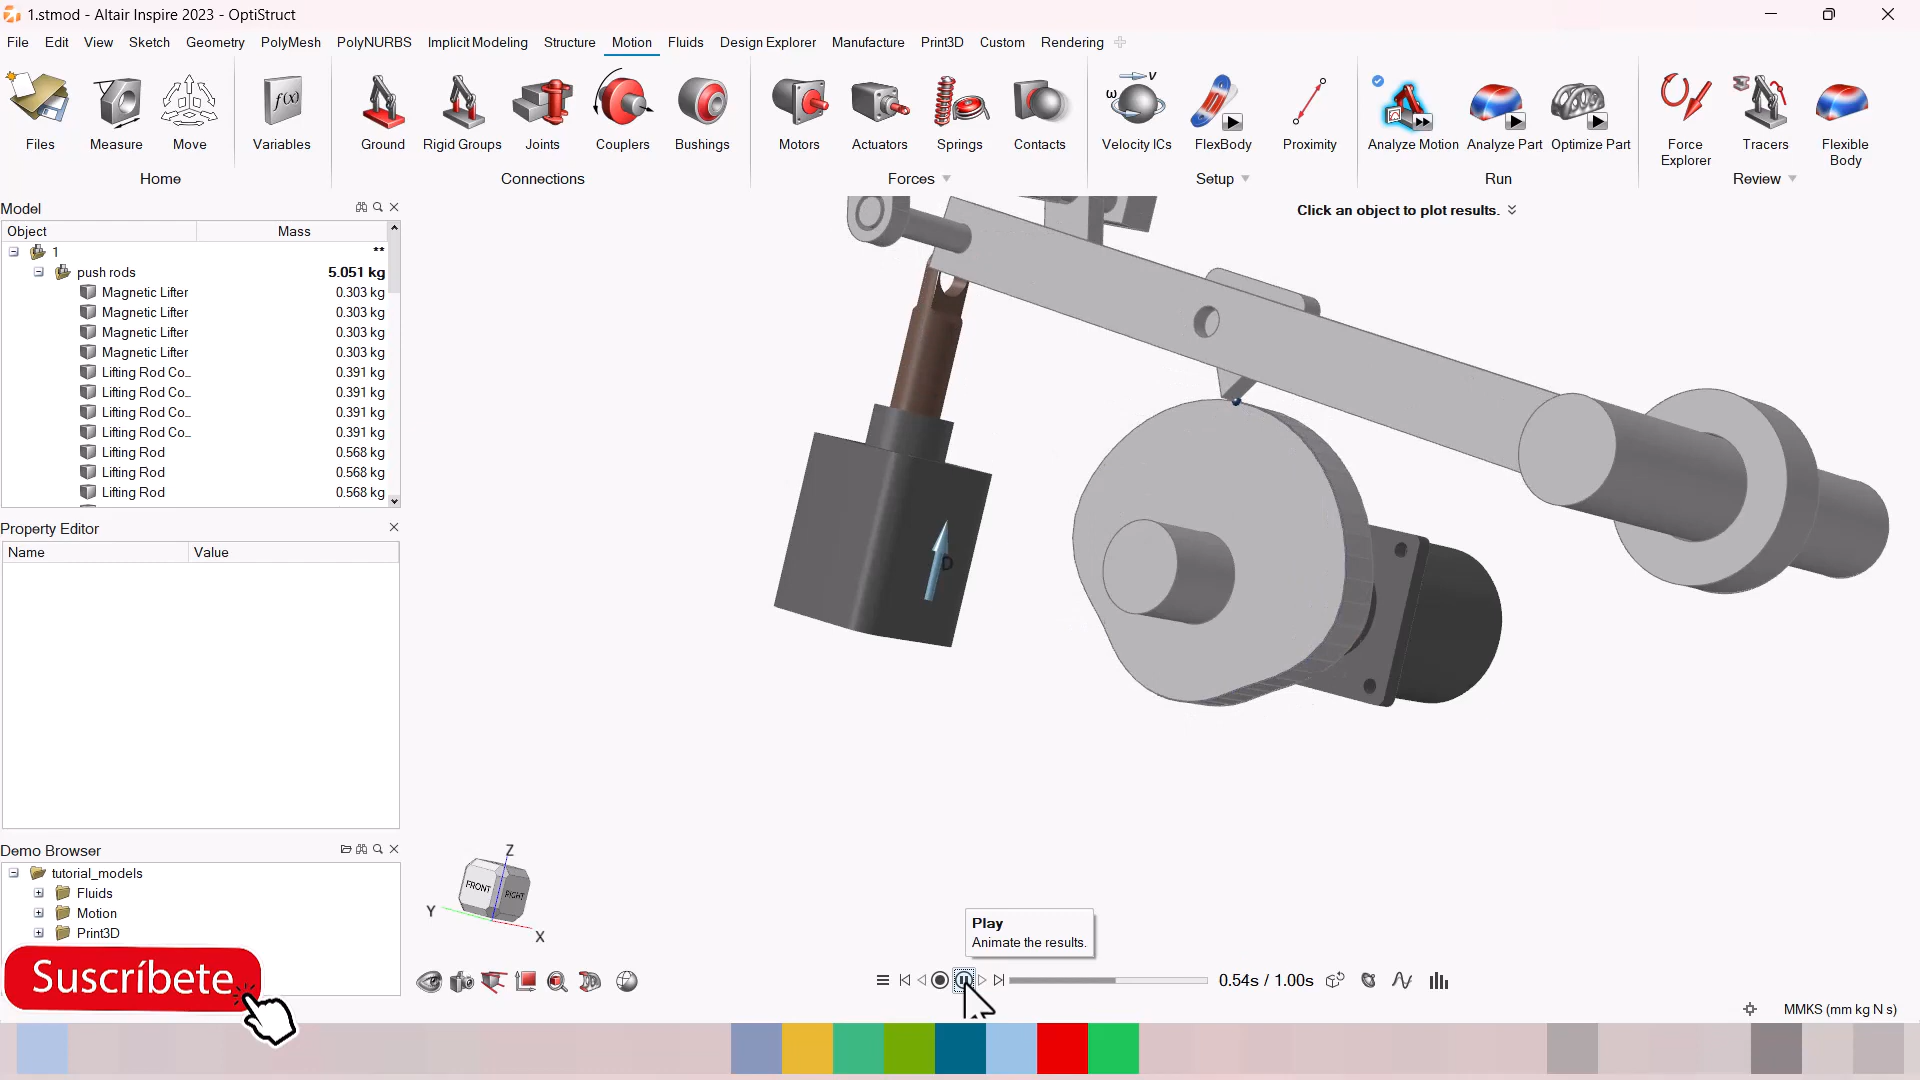 1.stmod - Altair Inspire 2023 - OptiStruct
File Edit View Sketch Geometry PolyMesh PolyNURBS Implicit Modeling Structure Motion Fluids Design Explorer Manufacture Print3D Custom Rendering
Files Measure Move Variables Ground Rigid Groups Joints Couplers Bushings Motors Actuators Springs Contacts Velocity ICs FlexBody Proximity Analyze Motion Analyze Part Optimize Part Force Explorer Tracers Flexible Body
Home Connections Forces Setup Run Review
Model
Object Mass
1 **
push rods 5.051 kg
Magnetic Lifter 0.303 kg
Magnetic Lifter 0.303 kg
Magnetic Lifter 0.303 kg
Magnetic Lifter 0.303 kg
Lifting Rod Co... 0.391 kg
Lifting Rod Co... 0.391 kg
Lifting Rod Co... 0.391 kg
Lifting Rod Co... 0.391 kg
Lifting Rod 0.568 kg
Lifting Rod 0.568 kg
Lifting Rod 0.568 kg
Click an object to plot results.
Property Editor
Name Value
D
Demo Browser
tutorial_models
Fluids
Motion
Print3D
Suscríbete
Z
FRONT RIGHT
Y
X
Play
Animate the results.
0.54s / 1.00s
MMKS (mm kg N s)